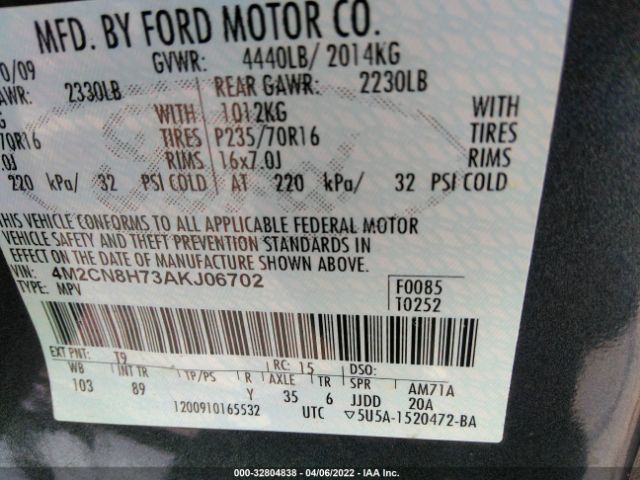 MFD. BY FORD MOTOR CO.
0/09 GVWR: 4440LB/ 2014KG
AWR: 2330LB REAR GAWR: 2230LB
G WITH 1012KG WITH
70R16 TIRES P235/70R16 TIRES
.0J RIMS 16x7.0J RIMS
220 kPa/ 32 PSI COLD AT 220 kPa/ 32 PSI COLD
THIS VEHICLE CONFORMS TO ALL APPLICABLE FEDERAL MOTOR
VEHICLE SAFETY AND THEFT PREVENTION STANDARDS IN
EFFECT ON THE DATE OF MANUFACTURE SHOWN ABOVE.
VIN: 4M2CN8H73AKJ06702 F0085
TYPE: MPV T0252
EXT PNT: T9 RC: 15 DSO:
WB INT TR TP/PS R AXLE TR SPR AM71A
103 89 Y 35 6 JJDD 20A
1200910165532 UTC ▽5U5A-1520472-BA
000-32804838 - 04/06/2022 - IAA Inc.